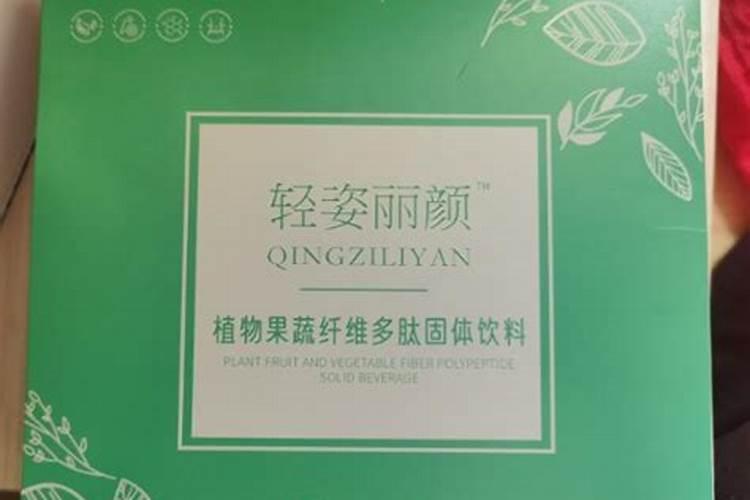 轻姿丽颜™
QINGZILIYAN
植物果蔬纤维多肽固体饮料
PLANT FRUIT AND VEGETABLE FIBER POLYPEPTIDE
SOLID BEVERAGE